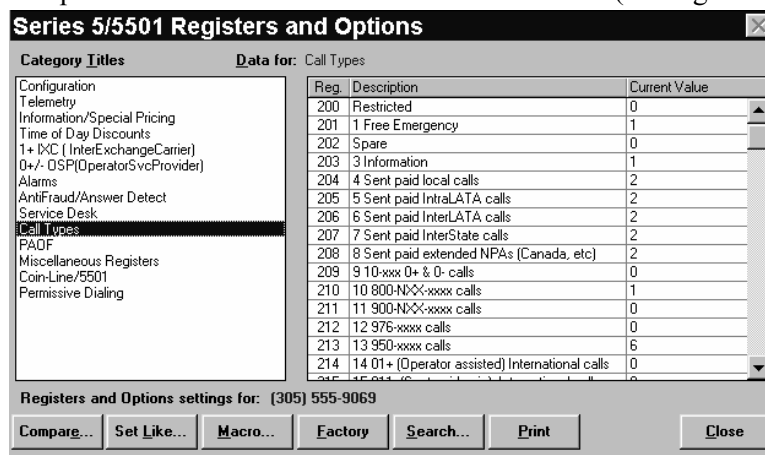 Series 5/5501 Registers and Options
Category Titles Data for: Call Types
Configuration
Telemetry
Information/Special Pricing
Time of Day Discounts
1+ IXC ( InterExchangeCarrier)
0+/- OSP(OperatorSvcProvider)
Alarms
AntiFraud/Answer Detect
Service Desk
Call Types
PAOF
Miscellaneous Registers
Coin-Line/5501
Permissive Dialing
Reg. Description Current Value
200 Restricted 0
201 1 Free Emergency 1
202 Spare 0
203 3 Information 1
204 4 Sent paid local calls 2
205 5 Sent paid IntraLATA calls 2
206 6 Sent paid InterLATA calls 2
207 7 Sent paid InterState calls 2
208 8 Sent paid extended NPAs (Canada, etc) 2
209 9 10-xxx 0+ & 0- calls 0
210 10 800-NXX-xxxx calls 1
211 11 900-NXX-xxxx calls 0
212 12 976-xxxx calls 0
213 13 950-xxxx calls 6
214 14 01+ (Operator assisted) International calls 0
Registers and Options settings for: (305) 555-9069
Compare... Set Like... Macro... Factory Search... Print Close